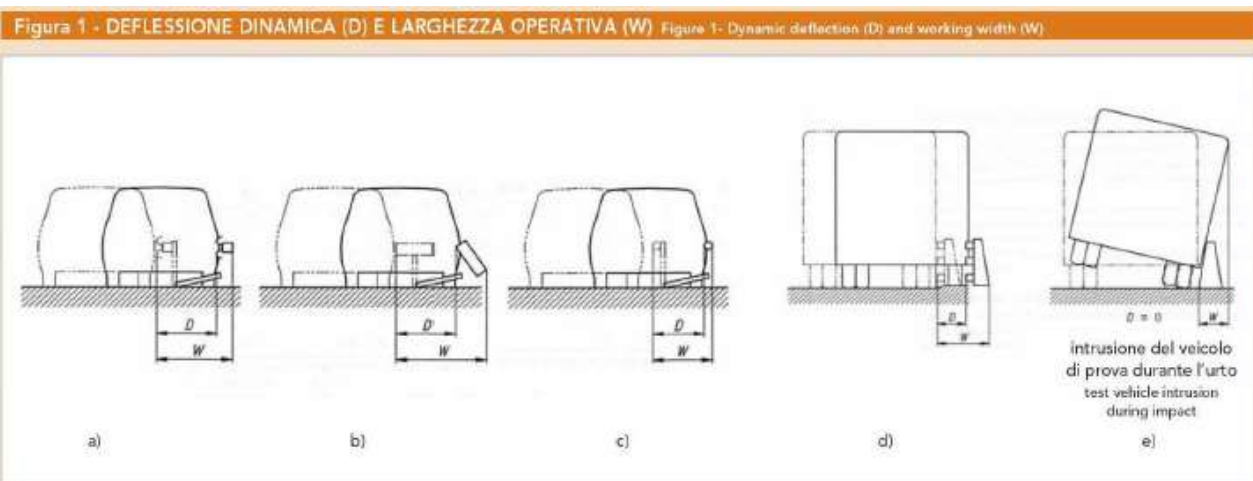 Figura 1 - DEFLESSIONE DINAMICA (D) E LARGHEZZA OPERATIVA (W) Figure 1- Dynamic deflection (D) and working width (W)
D
W
D
W
D
W
D
W
D = 0
W
intrusione del veicolo
di prova durante l'urto
test vehicle intrusion
during impact
a)
b)
c)
d)
e)